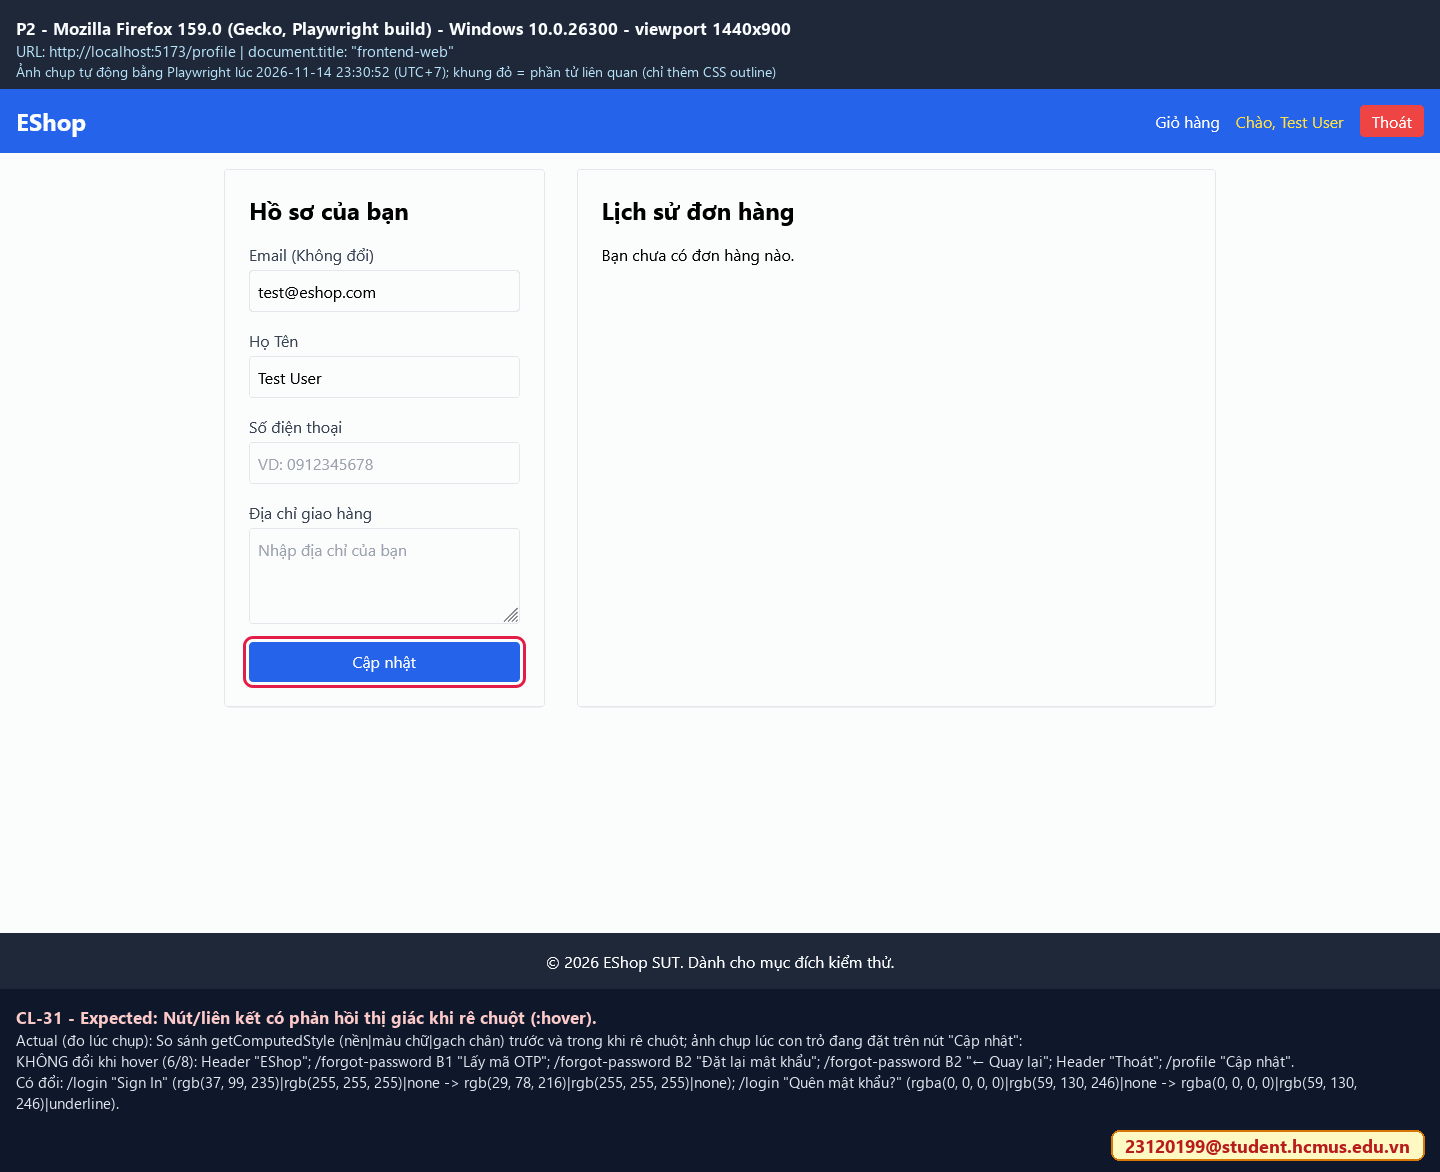 P2 - Mozilla Firefox 159.0 (Gecko, Playwright build) - Windows 10.0.26300 - viewport 1440x900
URL: http://localhost:5173/profile | document.title: "frontend-web"
Ảnh chụp tự động bằng Playwright lúc 2026-11-14 23:30:52 (UTC+7); khung đỏ = phần tử liên quan (chỉ thêm CSS outline)
EShop
Giỏ hàng
Chào, Test User
Thoát
Hồ sơ của bạn
Email (Không đổi)
test@eshop.com
Họ Tên
Test User
Số điện thoại
VD: 0912345678
Địa chỉ giao hàng
Nhập địa chỉ của bạn
Cập nhật
Lịch sử đơn hàng
Bạn chưa có đơn hàng nào.
© 2026 EShop SUT. Dành cho mục đích kiểm thử.
CL-31 - Expected: Nút/liên kết có phản hồi thị giác khi rê chuột (:hover).
Actual (đo lúc chụp): So sánh getComputedStyle (nền|màu chữ|gạch chân) trước và trong khi rê chuột; ảnh chụp lúc con trỏ đang đặt trên nút "Cập nhật":
KHÔNG đổi khi hover (6/8): Header "EShop"; /forgot-password B1 "Lấy mã OTP"; /forgot-password B2 "Đặt lại mật khẩu"; /forgot-password B2 "← Quay lại"; Header "Thoát"; /profile "Cập nhật".
Có đổi: /login "Sign In" (rgb(37, 99, 235)|rgb(255, 255, 255)|none -> rgb(29, 78, 216)|rgb(255, 255, 255)|none); /login "Quên mật khẩu?" (rgba(0, 0, 0, 0)|rgb(59, 130, 246)|none -> rgba(0, 0, 0, 0)|rgb(59, 130,
246)|underline).
23120199@student.hcmus.edu.vn